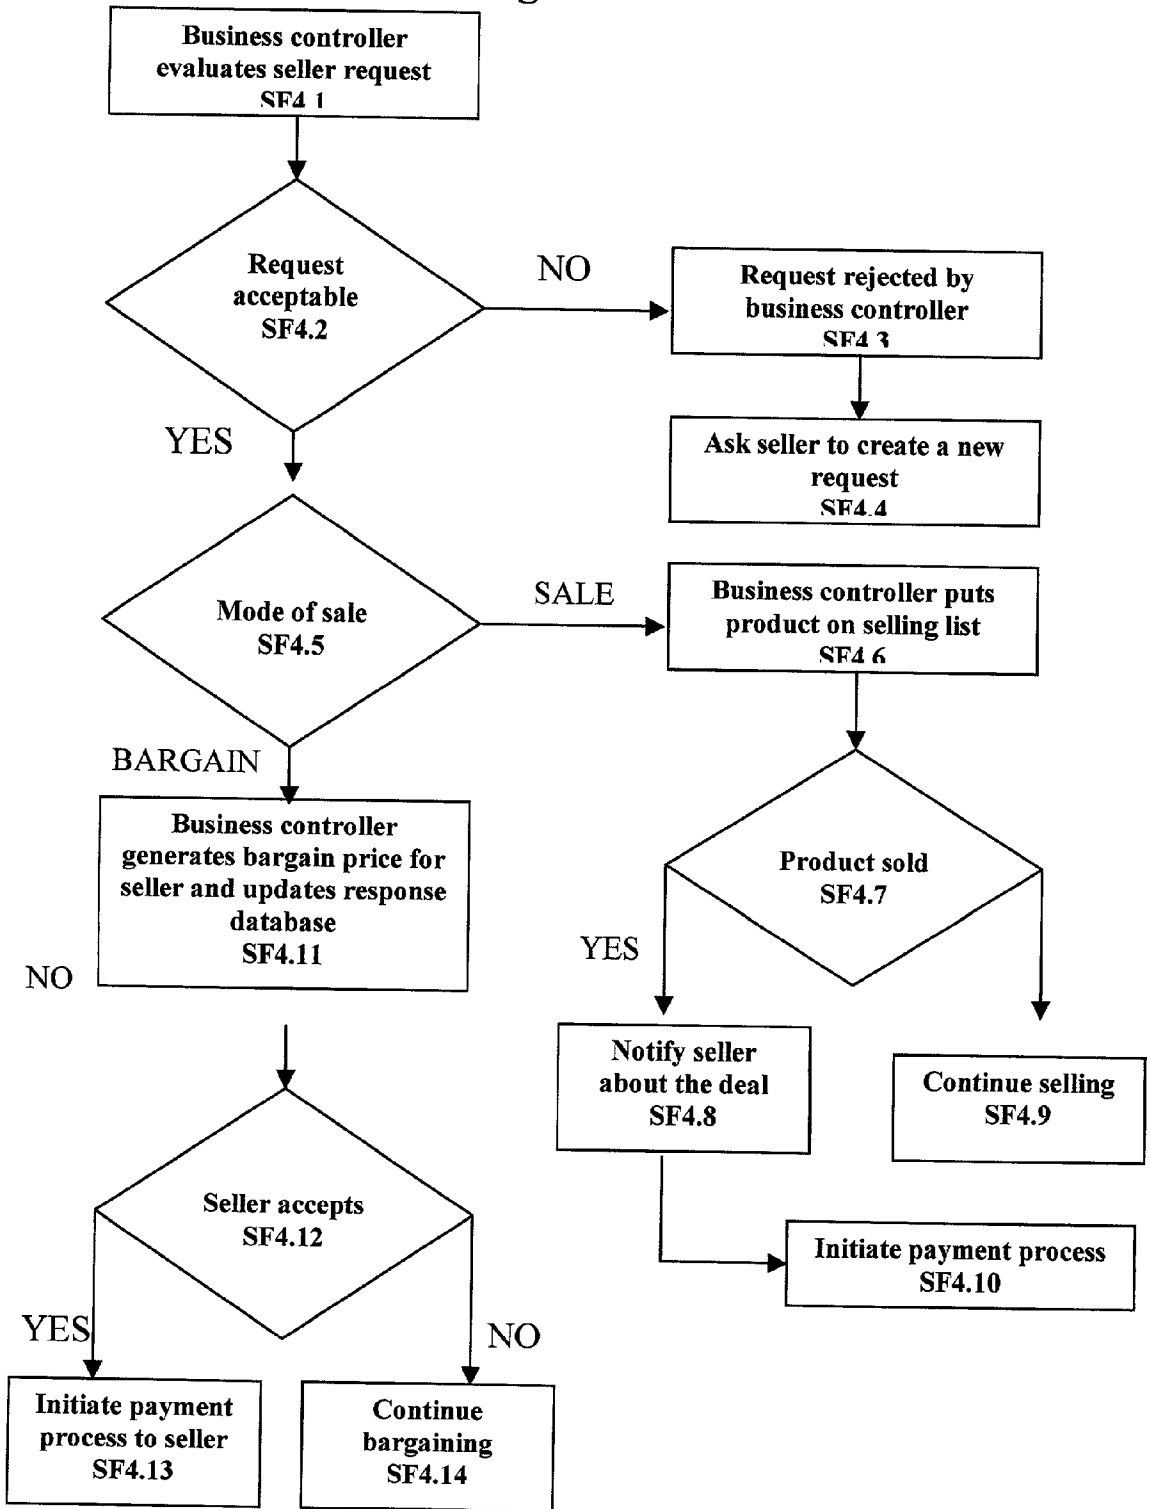 Business controller
evaluates seller request
SF4.1
Request
acceptable
SF4.2
NO
Request rejected by
business controller
SF4.3
YES
Ask seller to create a new
request
SF4.4
Mode of sale
SF4.5
SALE
Business controller puts
product on selling list
SF4.6
BARGAIN
Business controller
generates bargain price for
seller and updates response
database
SF4.11
NO
Product sold
SF4.7
YES
Notify seller
about the deal
SF4.8
Continue selling
SF4.9
Initiate payment process
SF4.10
Seller accepts
SF4.12
YES
NO
Initiate payment
process to seller
SF4.13
Continue
bargaining
SF4.14